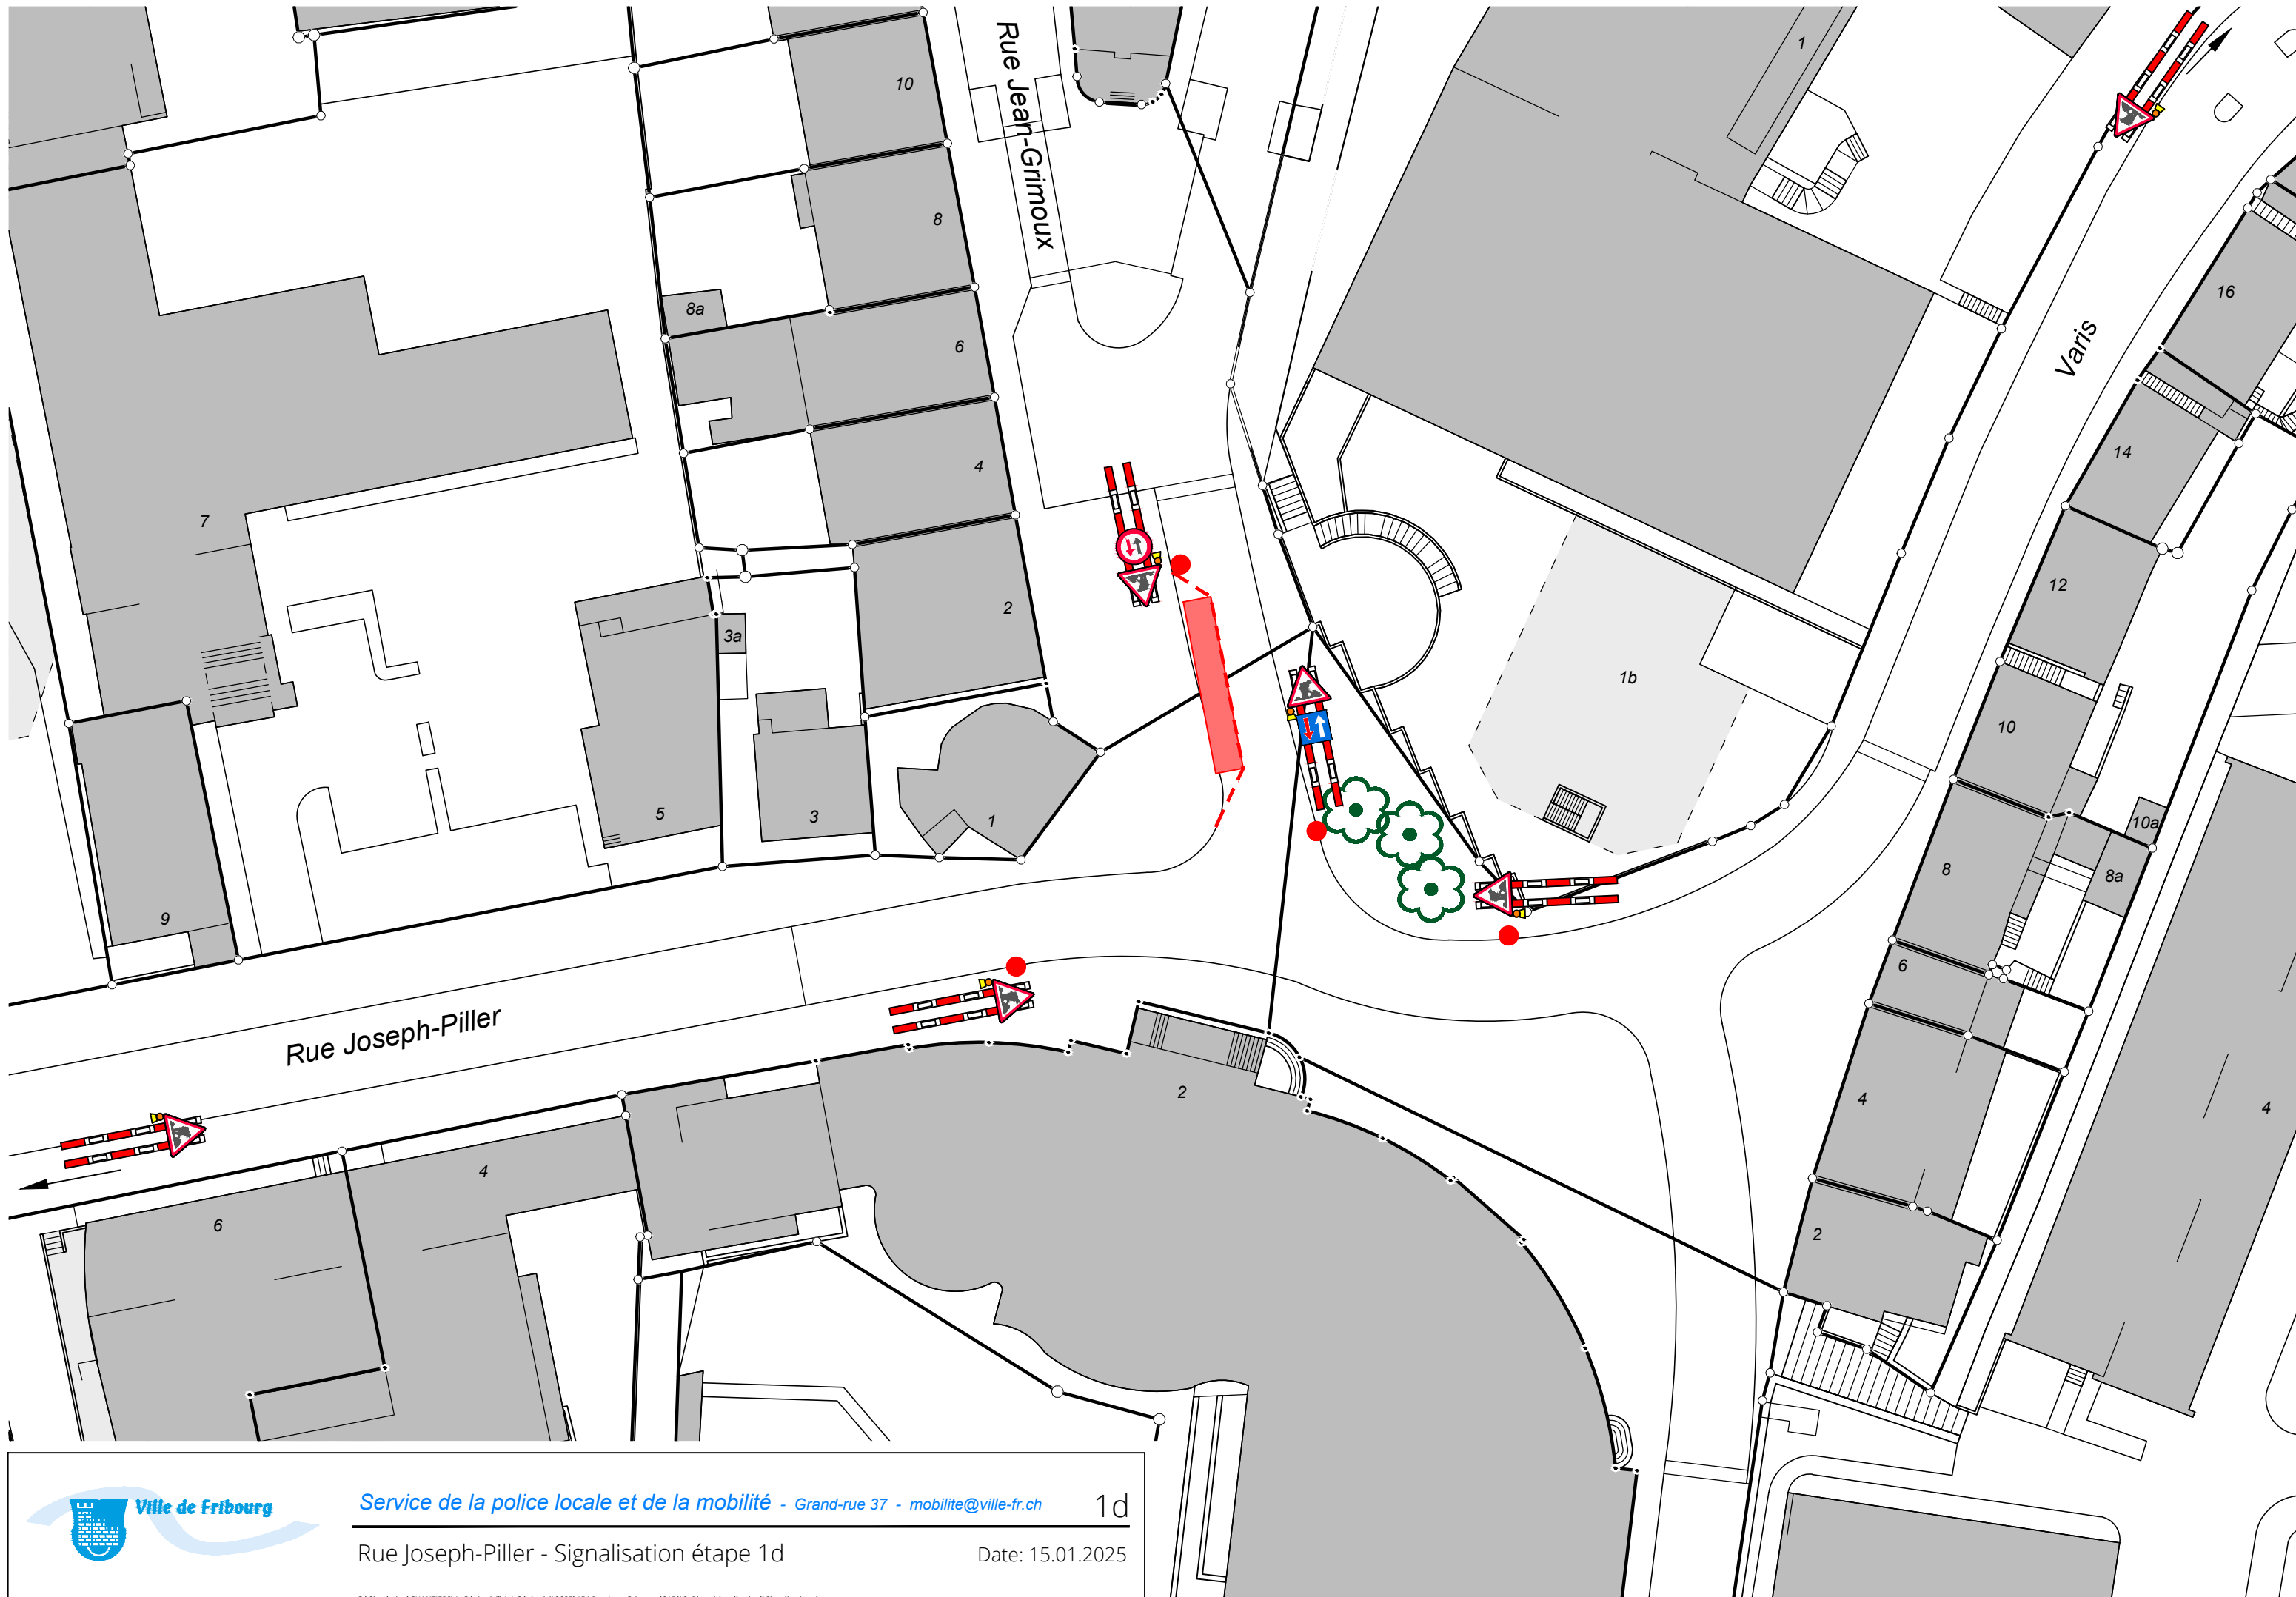 Rue Jean-Grimoux
Varis
Rue Joseph-Piller
1
10
8
8a
6
4
2
7
3a
5
3
1
9
1b
16
14
12
10
10a
8
8a
6
4
2
4
2
4
6
Ville de Fribourg
Service de la police locale et de la mobilité - Grand-rue 37 - mobilite@ville-fr.ch
1d
Rue Joseph-Piller - Signalisation étape 1d
Date: 15.01.2025